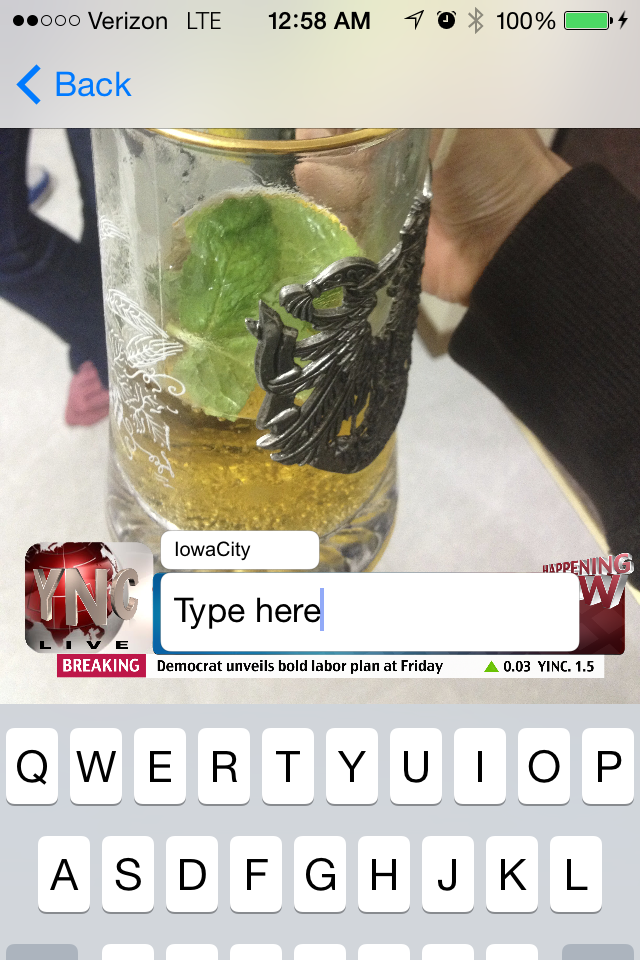 Verizon LTE 12:58 AM 100%
Back
IowaCity
HAPPENING
W
Type here
YNC
LIVE
BREAKING Democrat unveils bold labor plan at Friday 0.03 YINC. 1.5
Q W E R T Y U I O P
A S D F G H J K L